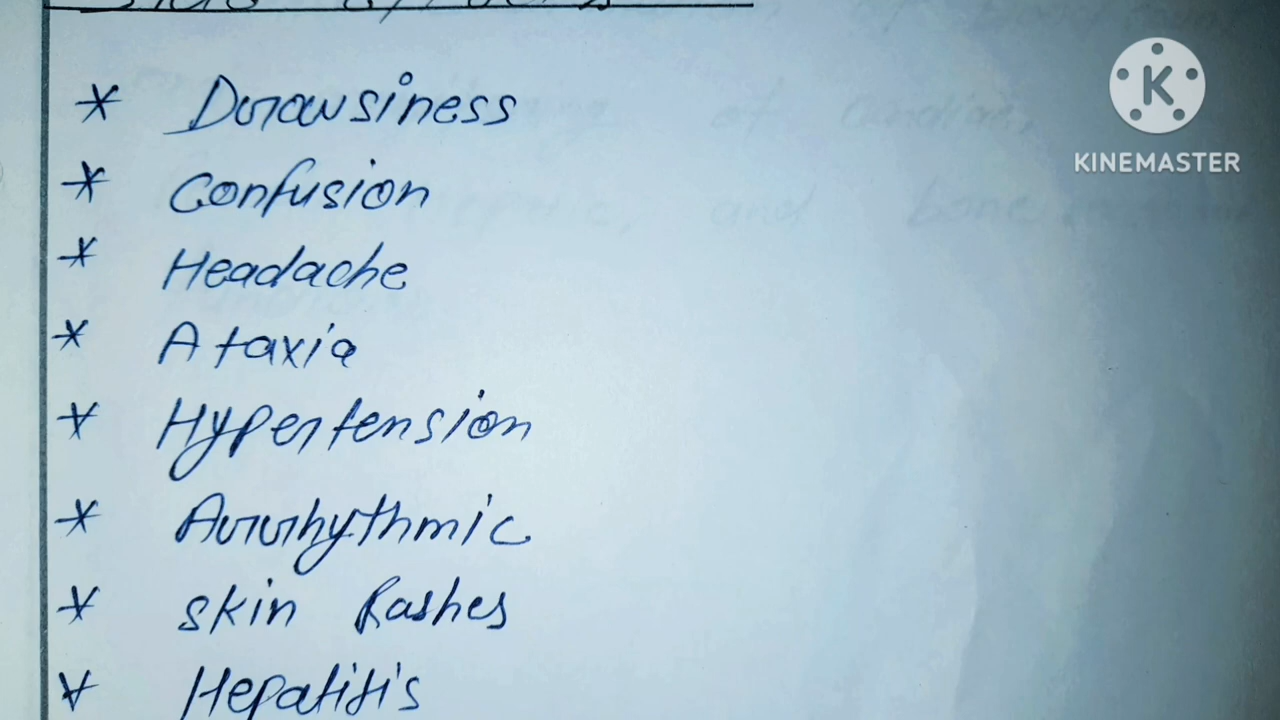 * Drowsiness
* Confusion
* Headache
* Ataxia
* Hypertension
* Arrhythmic
* skin Rashes
* Hepatitis
KINEMASTER